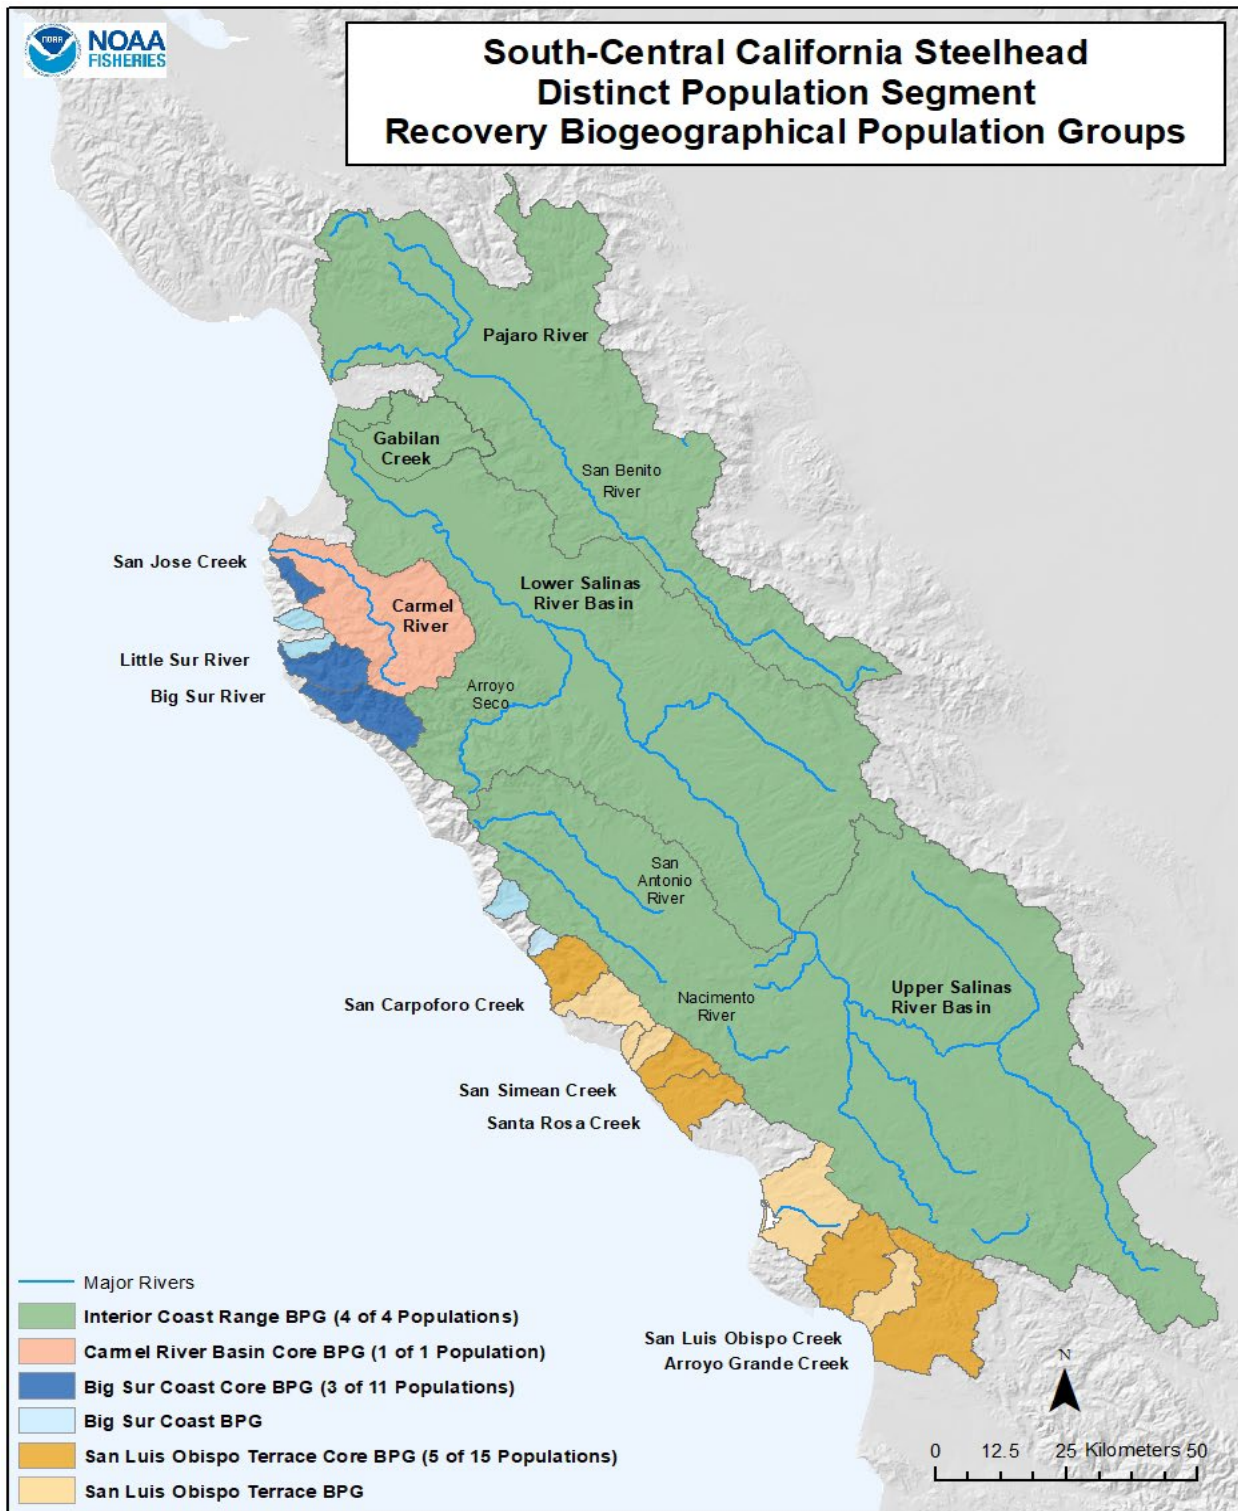 NOAA
NOAA
FISHERIES
South-Central California Steelhead
Distinct Population Segment
Recovery Biogeographical Population Groups
Pajaro River
Gabilan
Creek
San Benito
River
San Jose Creek
Lower Salinas
River Basin
Carmel
River
Little Sur River
Big Sur River
Arroyo
Seco
San
Antonio
River
San Carpoforo Creek
Nacimento
River
Upper Salinas
River Basin
San Simean Creek
Santa Rosa Creek
San Luis Obispo Creek
Arroyo Grande Creek
Major Rivers
Interior Coast Range BPG (4 of 4 Populations)
Carmel River Basin Core BPG (1 of 1 Population)
Big Sur Coast Core BPG (3 of 11 Populations)
Big Sur Coast BPG
San Luis Obispo Terrace Core BPG (5 of 15 Populations)
San Luis Obispo Terrace BPG
N
0 12.5 25 Kilometers 50